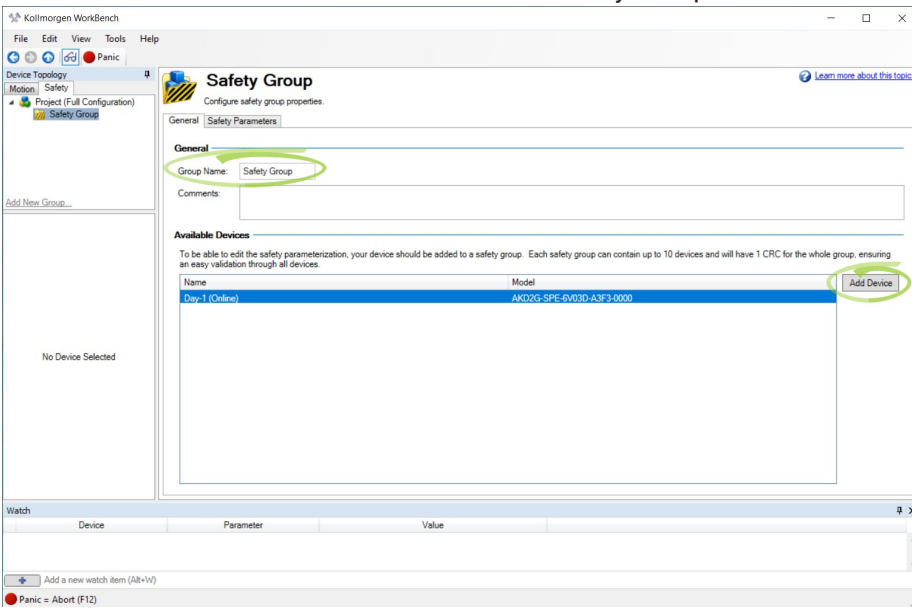 Kollmorgen WorkBench
File Edit View Tools Help
Panic
Device Topology
Motion Safety
Project (Full Configuration)
Safety Group
Add New Group...
No Device Selected
Safety Group
Configure safety group properties.
Learn more about this topic
General Safety Parameters
General
Group Name: Safety Group
Comments:
Available Devices
To be able to edit the safety parameterization, your device should be added to a safety group. Each safety group can contain up to 10 devices and will have 1 CRC for the whole group, ensuring
an easy validation through all devices.
Name Model
Day-1 (Online) AKD2G-SPE-6V03D-A3F3-0000
Add Device
Watch
Device Parameter Value
Add a new watch item (Alt+W)
Panic = Abort (F12)